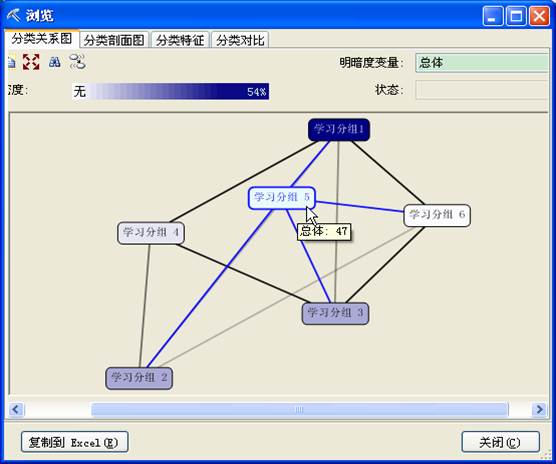 浏览
分类关系图 分类剖面图 分类特征 分类对比
明暗度变量： 总体
度： 无 54% 状态：
学习分组1
学习分组 5
学习分组 6
学习分组 4
总体: 47
学习分组 3
学习分组 2
复制到 Excel(E) 关闭(C)